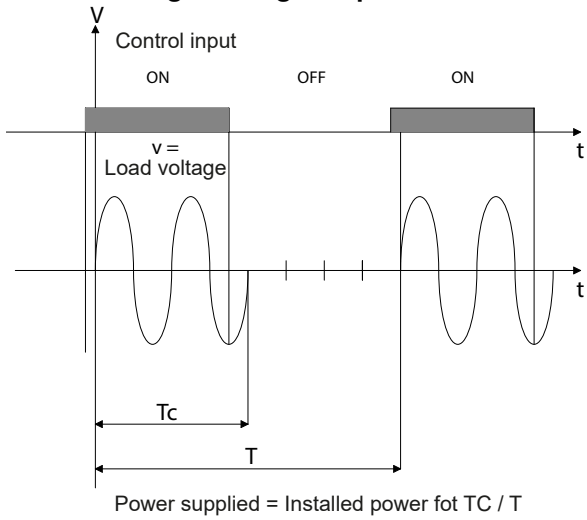 V
Control input
ON OFF ON
t
v =
Load voltage
t
Tc
T
Power supplied = Installed power fot TC / T